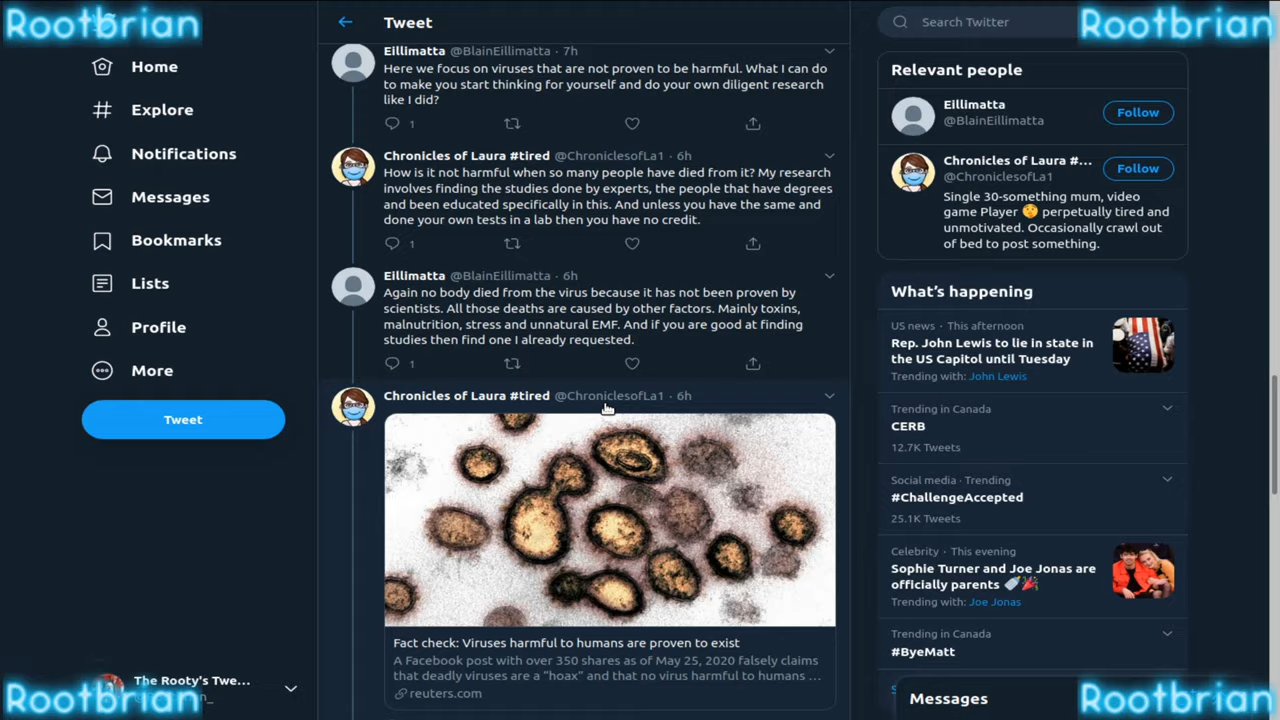 Rootbrian
Home
Explore
Notifications
Messages
Bookmarks
Lists
Profile
More
Tweet
The Rooty's Twe...
Rootbrian
Tweet
Eillimatta @BlainEillimatta · 7h
Here we focus on viruses that are not proven to be harmful. What I can do
to make you start thinking for yourself and do your own diligent research
like I did?
1
Chronicles of Laura #tired @ChroniclesofLa1 · 6h
How is it not harmful when so many people have died from it? My research
involves finding the studies done by experts, the people that have degrees
and been educated specifically in this. And unless you have the same and
done your own tests in a lab then you have no credit.
1
Eillimatta @BlainEillimatta · 6h
Again no body died from the virus because it has not been proven by
scientists. All those deaths are caused by other factors. Mainly toxins,
malnutrition, stress and unnatural EMF. And if you are good at finding
studies then find one I already requested.
1
Chronicles of Laura #tired @ChroniclesofLa1 · 6h
Fact check: Viruses harmful to humans are proven to exist
A Facebook post with over 350 shares as of May 25, 2020 falsely claims
that deadly viruses are a “hoax” and that no virus harmful to humans ...
reuters.com
Search Twitter
Rootbrian
Relevant people
Eillimatta
@BlainEillimatta
Follow
Chronicles of Laura #...
@ChroniclesofLa1
Follow
Single 30-something mum, video
game Player 🤫 perpetually tired and
unmotivated. Occasionally crawl out
of bed to post something.
What’s happening
US news · This afternoon
Rep. John Lewis to lie in state in
the US Capitol until Tuesday
Trending with: John Lewis
Trending in Canada
CERB
12.7K Tweets
Social media · Trending
#ChallengeAccepted
25.1K Tweets
Celebrity · This evening
Sophie Turner and Joe Jonas are
officially parents 🍼🎉
Trending with: Joe Jonas
Trending in Canada
#ByeMatt
Messages
Rootbrian